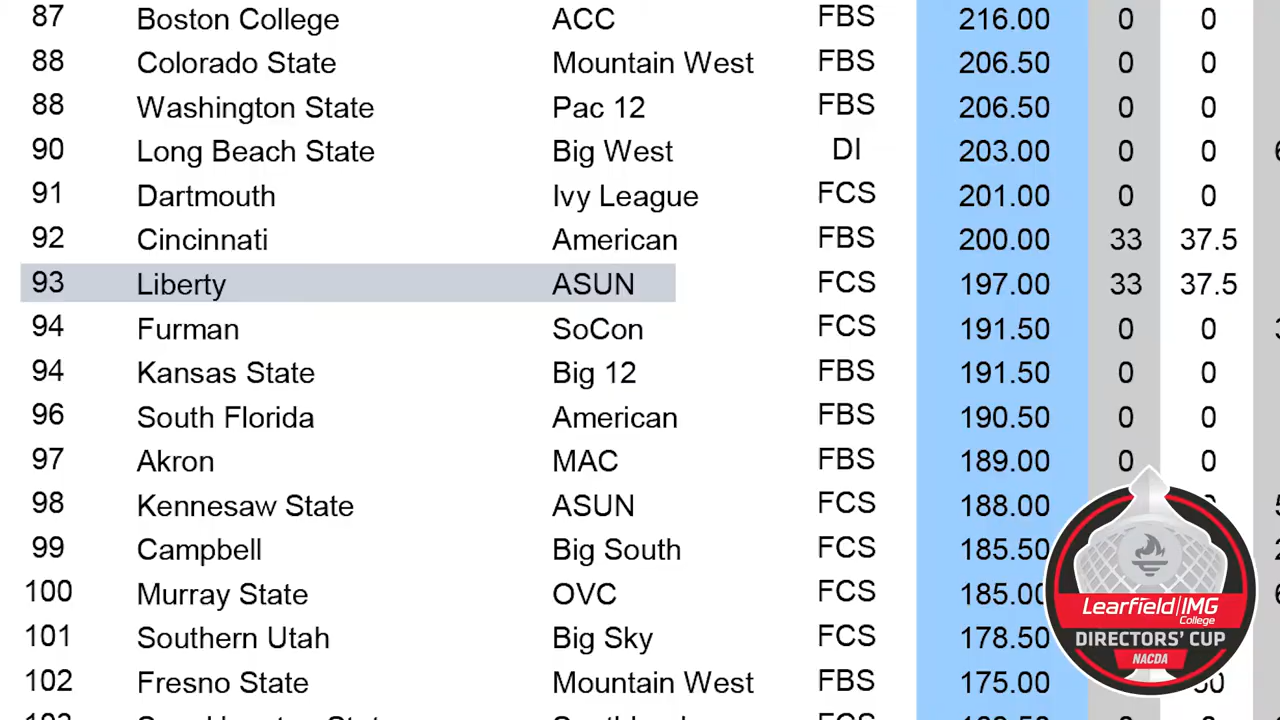 87 Boston College ACC FBS 216.00 0 0
88 Colorado State Mountain West FBS 206.50 0 0
88 Washington State Pac 12 FBS 206.50 0 0
90 Long Beach State Big West DI 203.00 0 0
91 Dartmouth Ivy League FCS 201.00 0 0
92 Cincinnati American FBS 200.00 33 37.5
93 Liberty ASUN FCS 197.00 33 37.5
94 Furman SoCon FCS 191.50 0 0
94 Kansas State Big 12 FBS 191.50 0 0
96 South Florida American FBS 190.50 0 0
97 Akron MAC FBS 189.00 0 0
98 Kennesaw State ASUN FCS 188.00
99 Campbell Big South FCS 185.50
100 Murray State OVC FCS 185.00
101 Southern Utah Big Sky FCS 178.50
102 Fresno State Mountain West FBS 175.00
Learfield|IMG
College
DIRECTORS' CUP
NACDA